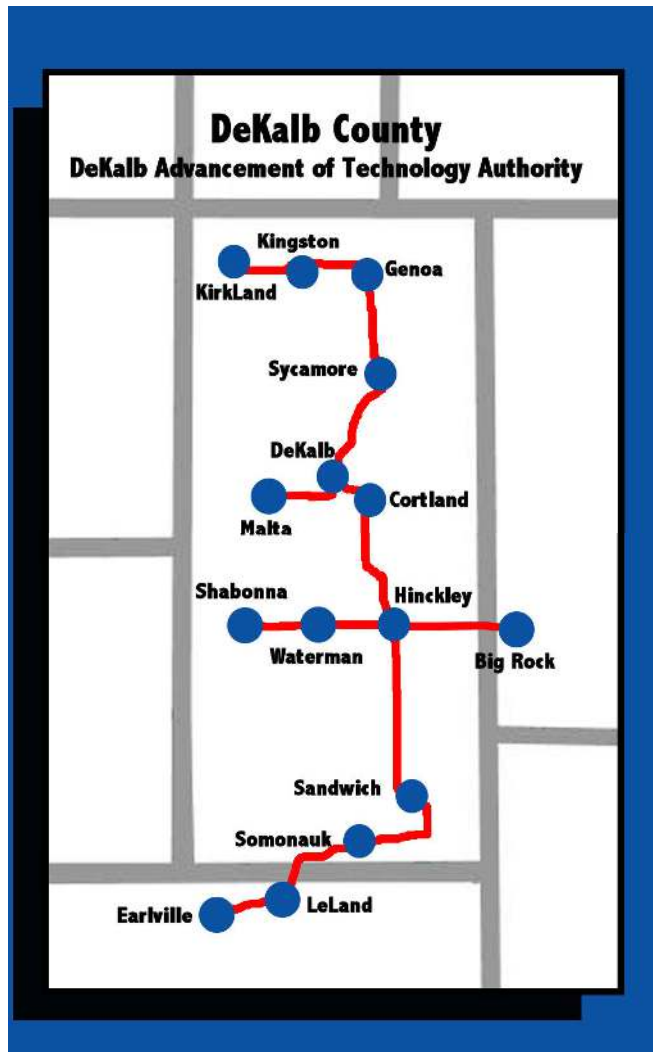 DeKalb County
DeKalb Advancement of Technology Authority
Kingston
KirkLand
Genoa
Sycamore
DeKalb
Malta
Cortland
Shabonna
Hinckley
Waterman
Big Rock
Sandwich
Somonauk
LeLand
Earlville